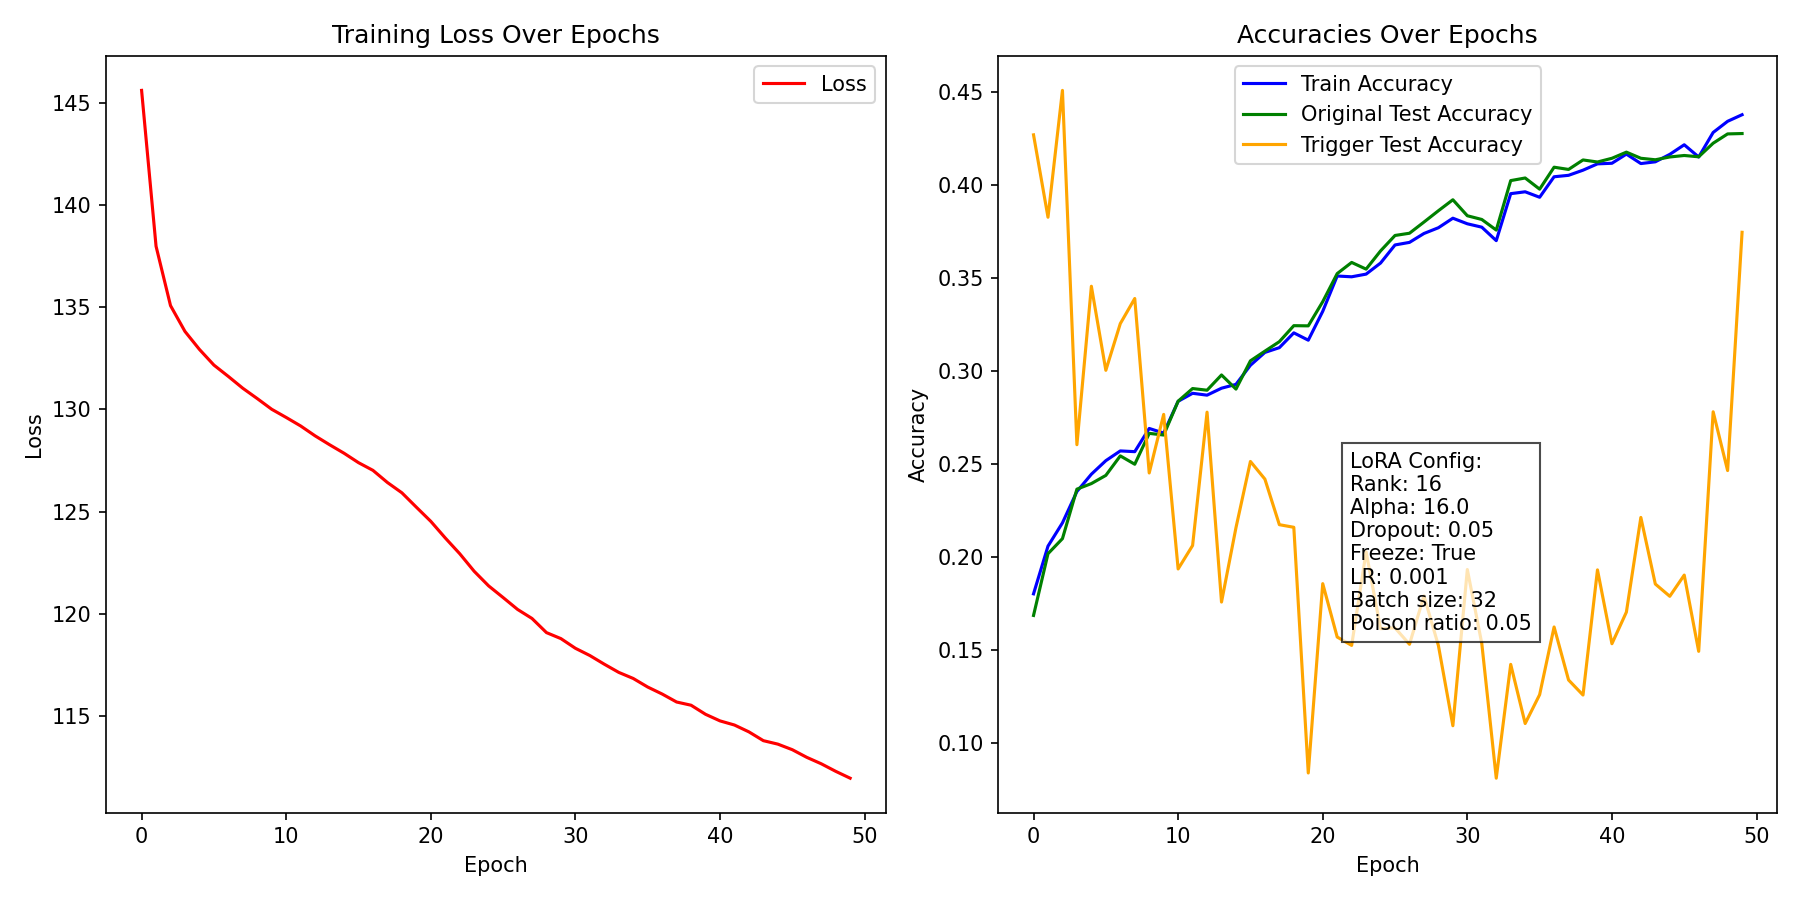 Training Loss Over Epochs
Loss
145
140
135
130
125
120
115
Loss
0
10
20
30
40
50
Epoch
Accuracies Over Epochs
Train Accuracy
Original Test Accuracy
Trigger Test Accuracy
0.45
0.40
0.35
0.30
0.25
0.20
0.15
0.10
Accuracy
LoRA Config:
Rank: 16
Alpha: 16.0
Dropout: 0.05
Freeze: True
LR: 0.001
Batch size: 32
Poison ratio: 0.05
0
10
20
30
40
50
Epoch